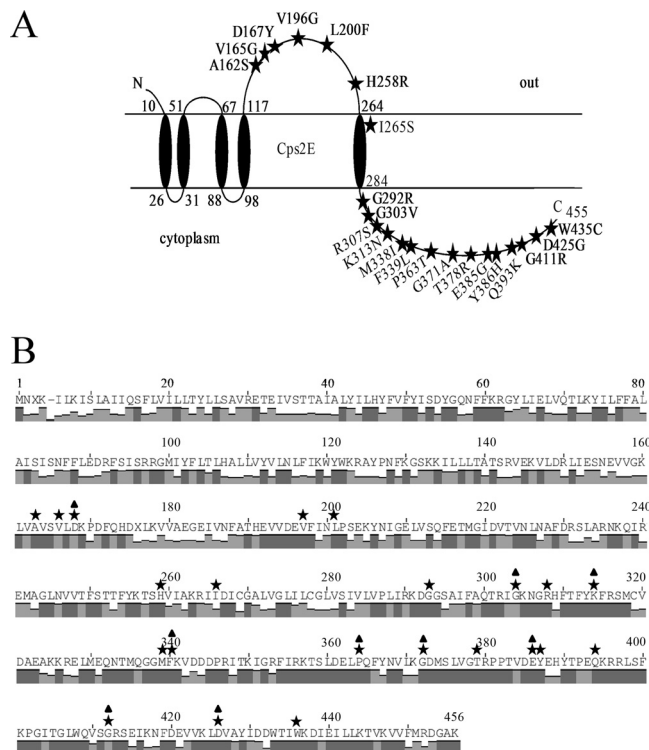 A
V196G
D167Y
L200F
V165G
A162S
H258R
N
out
10 51 67 117 264
I265S
Cps2E
284
26 31 88 98
G292R
C 455
G303V
W435C
cytoplasm
D425G
R307S
G411R
K313N
M338I
F339L
P363T
G371A
T378R
E385G
Y386H
Q393K
B
1 20 40 60 80
MNXK-ILKISLAIIQSFLVILLTYLLSAVRETEIVSTTAIALYILHYFVFYISDYGQNFFKRGYLIELVQTLKYILFFAL
100 120 140 160
AISISNFFLEDRFSISRRGMIYFLTLHALLVYVLNLFIKWYWKRAYPNFKGSKKILLLTATSRVEKVLDRLIESNEVVGK
180 200 220 240
LVAVSVLDKPDFQHDXLKVVAEGEIVNFATHEVVDEVFINLPSEKYNIGELVSQFETMGIDVTVNLNAFDRSLARNKQIR
260 280 300 320
EMAGLNVVTFSTTFYKTSHVIAKRIIDICGALVGLILCGLVSIVLVPLIRKDGGSAIFAQTRIGKNGRHFTFYKFRSMCV
340 360 380 400
DAEAKKRELMEQNTMQGGMFKVDDDPRITKIGRFIRKTSLDELPQFYNVLKGDMSLVGTRPPTVDEYEHYTPEQKRRLSF
420 440 456
KPGITGLWQVSGRSEIKNFDEVVKLDVAYIDDWTIWKDIEILLKTVKVVFMRDGAK